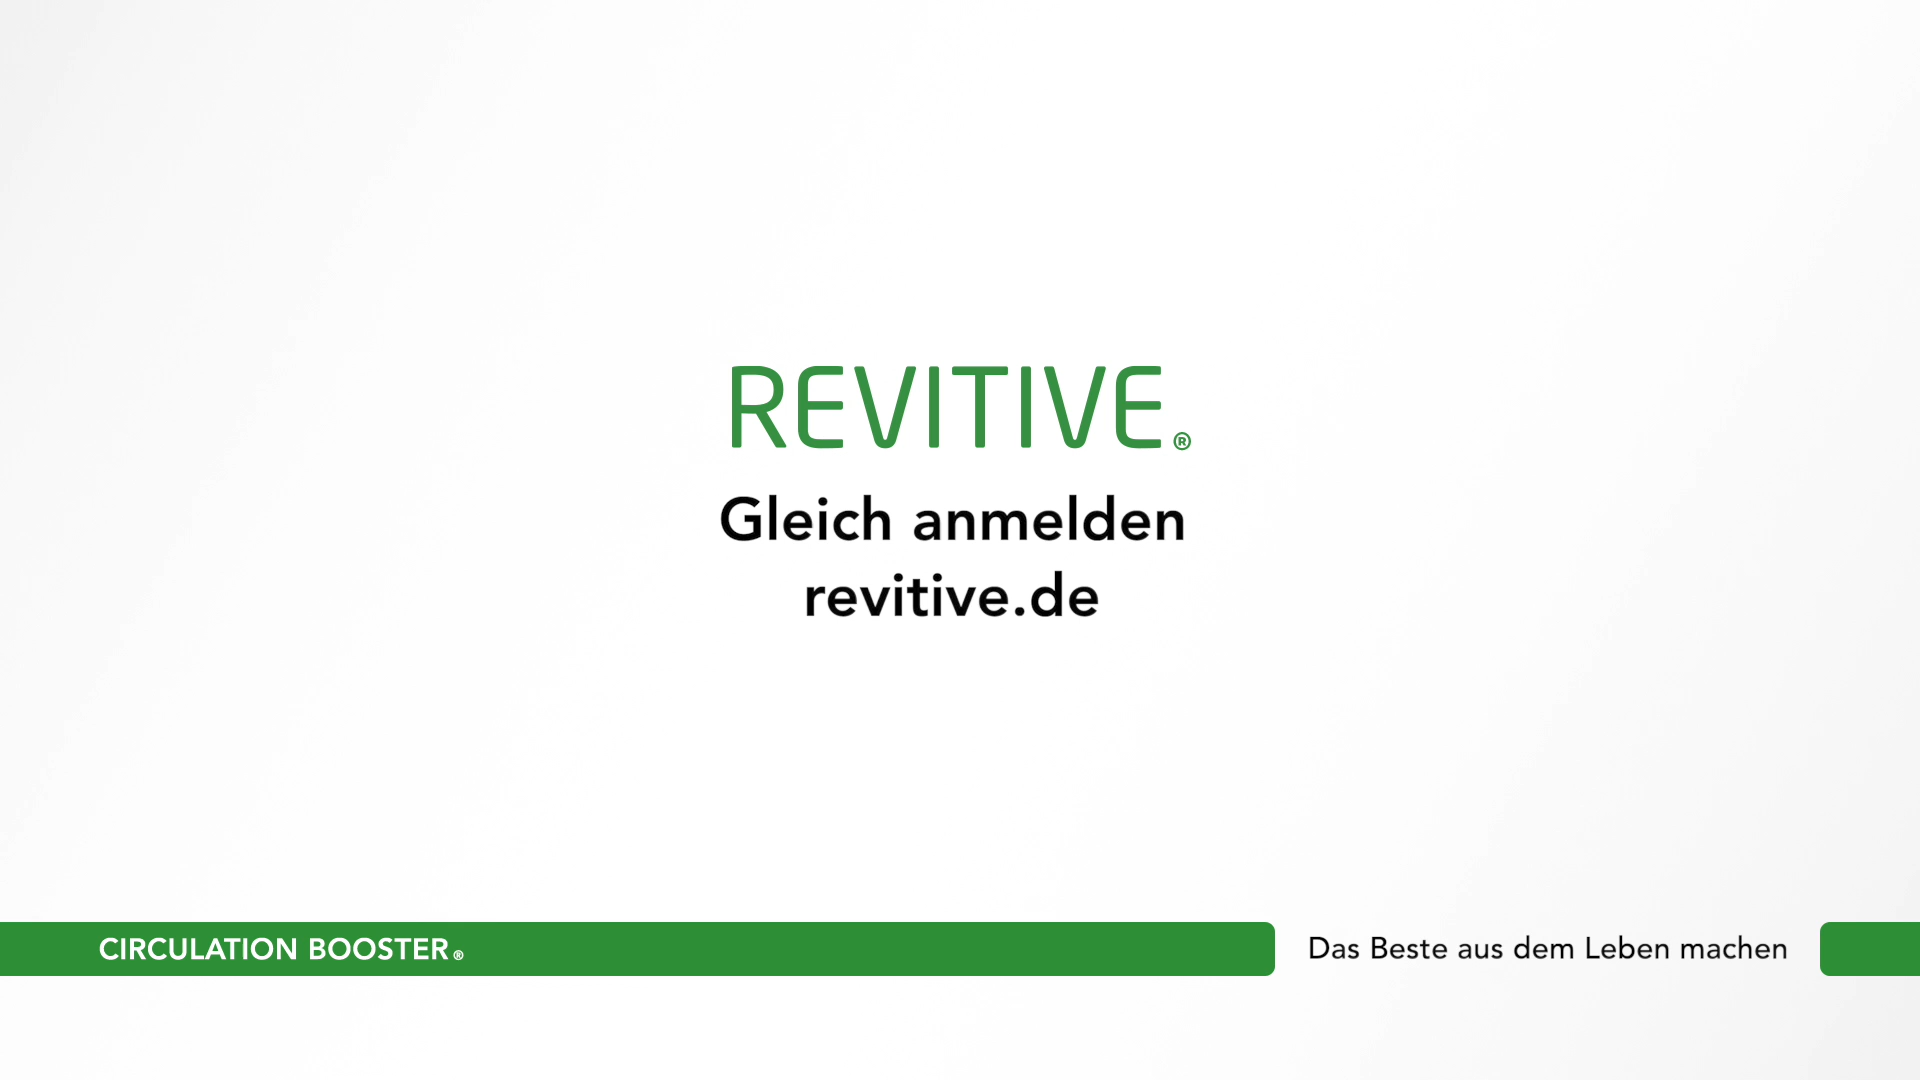 REVITIVE®
Gleich anmelden
revitive.de
CIRCULATION BOOSTER®
Das Beste aus dem Leben machen